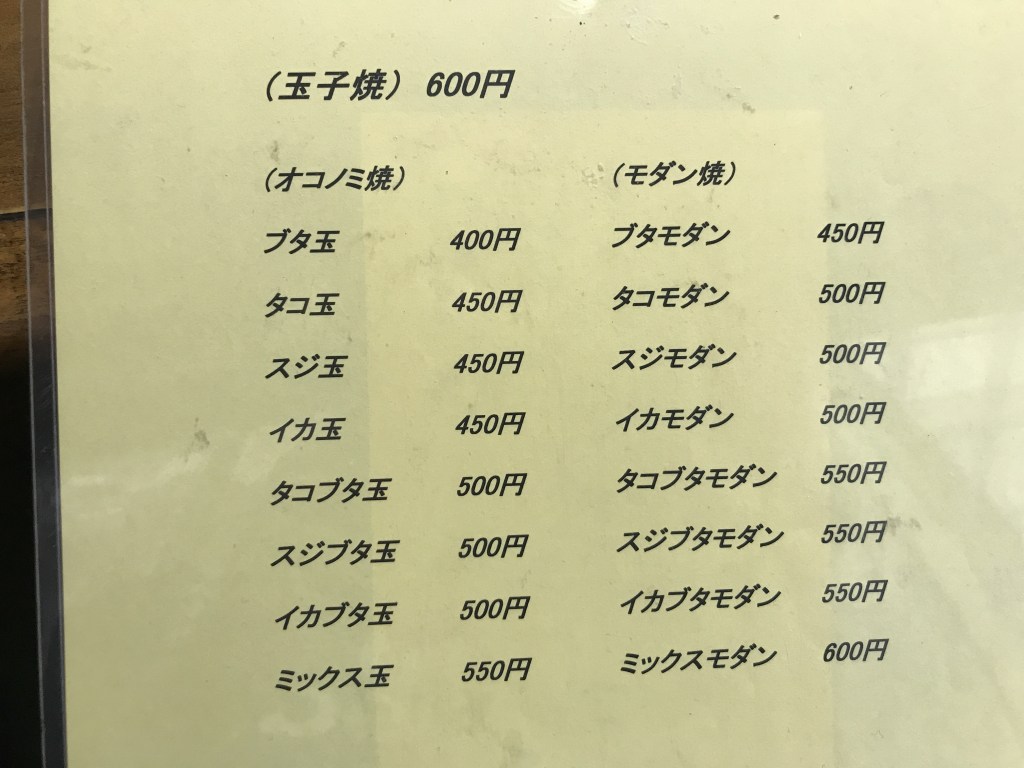 （玉子焼） 600円
（オコノミ焼）
ブタ玉 400円
タコ玉 450円
スジ玉 450円
イカ玉 450円
タコブタ玉 500円
スジブタ玉 500円
イカブタ玉 500円
ミックス玉 550円
（モダン焼）
ブタモダン 450円
タコモダン 500円
スジモダン 500円
イカモダン 500円
タコブタモダン 550円
スジブタモダン 550円
イカブタモダン 550円
ミックスモダン 600円